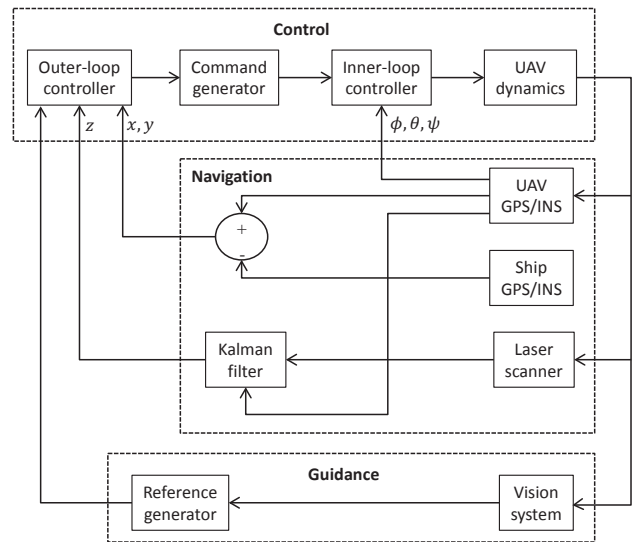 Control
Outer-loop
controller
Command
generator
Inner-loop
controller
UAV
dynamics
z
x, y
ϕ, θ, ψ
Navigation
UAV
GPS/INS
+
-
Ship
GPS/INS
Kalman
filter
Laser
scanner
Guidance
Reference
generator
Vision
system